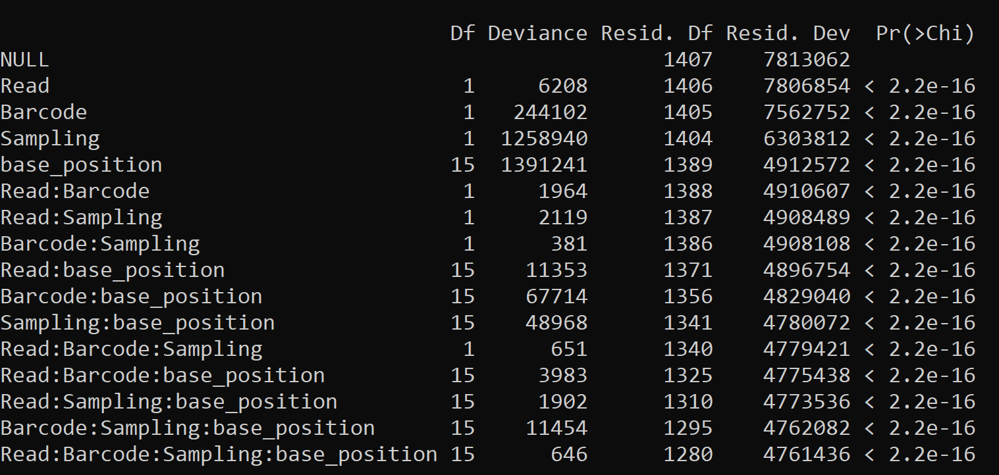 Df Deviance Resid. Df Resid. Dev Pr(>Chi)
NULL 1407 7813062
Read 1 6208 1406 7806854 < 2.2e-16
Barcode 1 244102 1405 7562752 < 2.2e-16
Sampling 1 1258940 1404 6303812 < 2.2e-16
base_position 15 1391241 1389 4912572 < 2.2e-16
Read:Barcode 1 1964 1388 4910607 < 2.2e-16
Read:Sampling 1 2119 1387 4908489 < 2.2e-16
Barcode:Sampling 1 381 1386 4908108 < 2.2e-16
Read:base_position 15 11353 1371 4896754 < 2.2e-16
Barcode:base_position 15 67714 1356 4829040 < 2.2e-16
Sampling:base_position 15 48968 1341 4780072 < 2.2e-16
Read:Barcode:Sampling 1 651 1340 4779421 < 2.2e-16
Read:Barcode:base_position 15 3983 1325 4775438 < 2.2e-16
Read:Sampling:base_position 15 1902 1310 4773536 < 2.2e-16
Barcode:Sampling:base_position 15 11454 1295 4762082 < 2.2e-16
Read:Barcode:Sampling:base_position 15 646 1280 4761436 < 2.2e-16